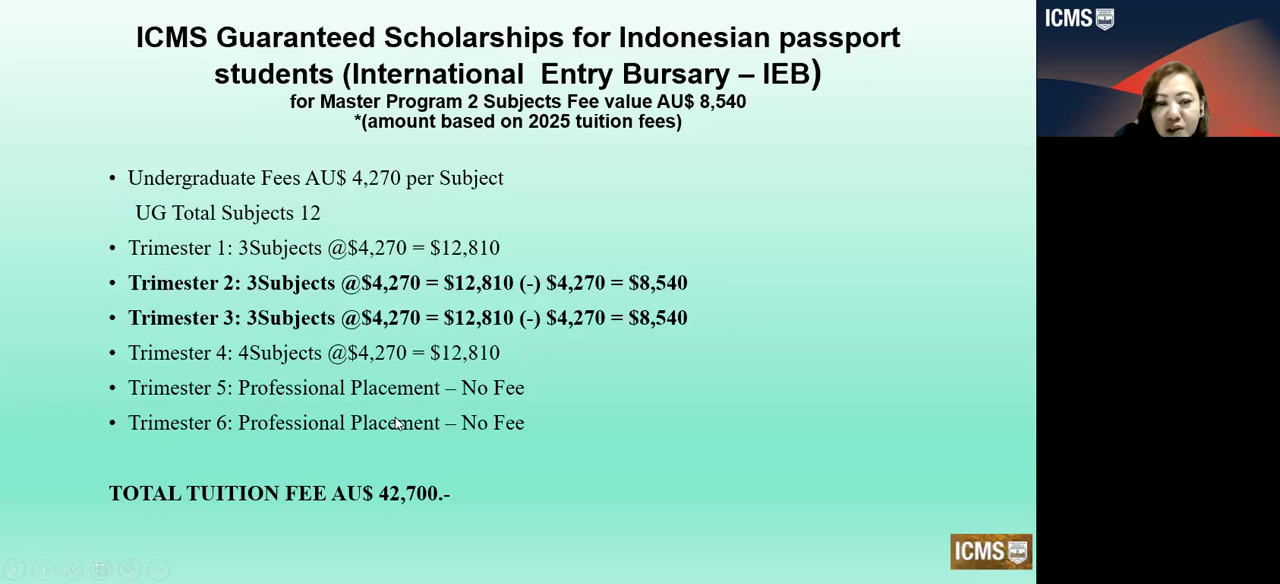 ICMS Guaranteed Scholarships for Indonesian passport
students (International Entry Bursary – IEB)
for Master Program 2 Subjects Fee value AU$ 8,540
*(amount based on 2025 tuition fees)
• Undergraduate Fees AU$ 4,270 per Subject
UG Total Subjects 12
• Trimester 1: 3Subjects @$4,270 = $12,810
• Trimester 2: 3Subjects @$4,270 = $12,810 (-) $4,270 = $8,540
• Trimester 3: 3Subjects @$4,270 = $12,810 (-) $4,270 = $8,540
• Trimester 4: 4Subjects @$4,270 = $12,810
• Trimester 5: Professional Placement – No Fee
• Trimester 6: Professional Placement – No Fee
TOTAL TUITION FEE AU$ 42,700.-
ICMS
ICMS